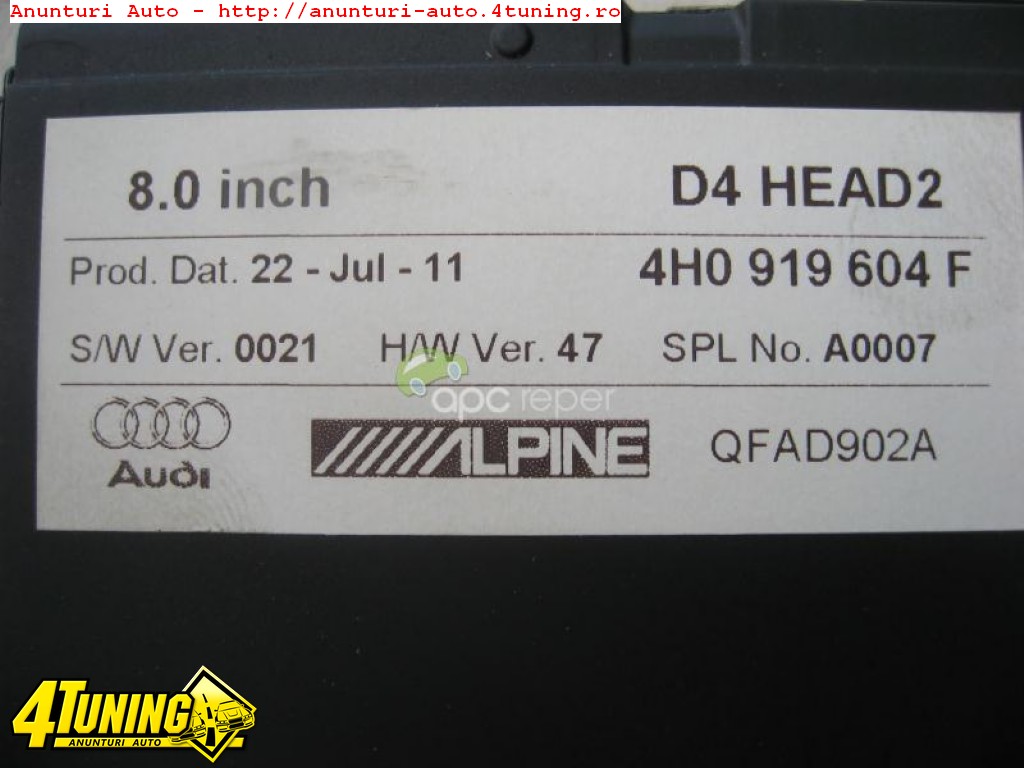 Anunturi Auto - http://anunturi-auto.4tuning.ro
8.0 inch D4 HEAD2
Prod. Dat. 22 - Jul - 11 4H0 919 604 F
S/W Ver. 0021 H/W Ver. 47 SPL No. A0007
apc reper
Audi ALPINE QFAD902A
4TUNING
ANUNTURI AUTO